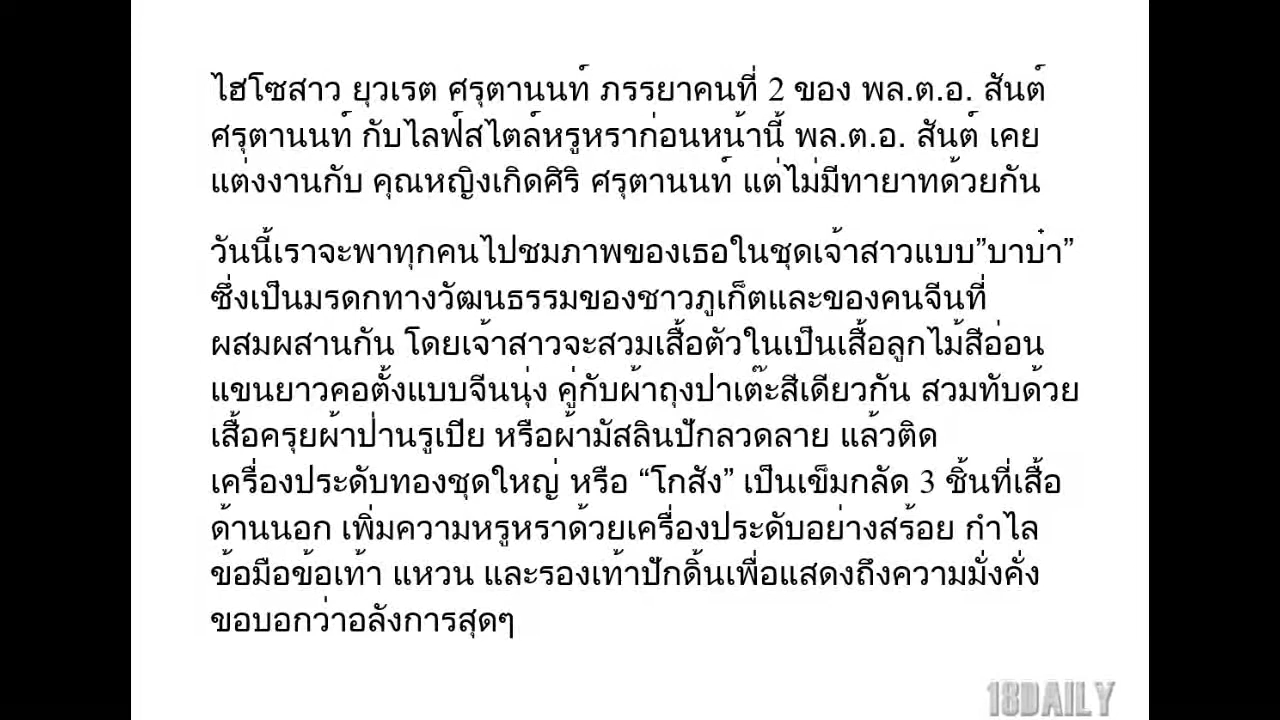 ไฮโซสาว ยุวเรต ศรุตานนท์ ภรรยาคนที่ 2 ของ พล.ต.อ. สันต์
ศรุตานนท์ กับไลฟ์สไตล์หรูหราก่อนหน้านี้ พล.ต.อ. สันต์ เคย
แต่งงานกับ คุณหญิงเกิดศิริ ศรุตานนท์ แต่ไม่มีทายาทด้วยกัน
วันนี้เราจะพาทุกคนไปชมภาพของเธอในชุดเจ้าสาวแบบ”บาบ๋า”
ซึ่งเป็นมรดกทางวัฒนธรรมของชาวภูเก็ตและของคนจีนที่
ผสมผสานกัน โดยเจ้าสาวจะสวมเสื้อตัวในเป็นเสื้อลูกไม้สีอ่อน
แขนยาวคอตั้งแบบจีนนุ่ง คู่กับผ้าถุงปาเต๊ะสีเดียวกัน สวมทับด้วย
เสื้อครุยผ้าป่านรูเปีย หรือผ้ามัสลินปักลวดลาย แล้วติด
เครื่องประดับทองชุดใหญ่ หรือ “โกสัง” เป็นเข็มกลัด 3 ชิ้นที่เสื้อ
ด้านนอก เพิ่มความหรูหราด้วยเครื่องประดับอย่างสร้อย กำไล
ข้อมือข้อเท้า แหวน และรองเท้าปักดิ้นเพื่อแสดงถึงความมั่งคั่ง
ขอบอกว่าอลังการสุดๆ
18DAILY